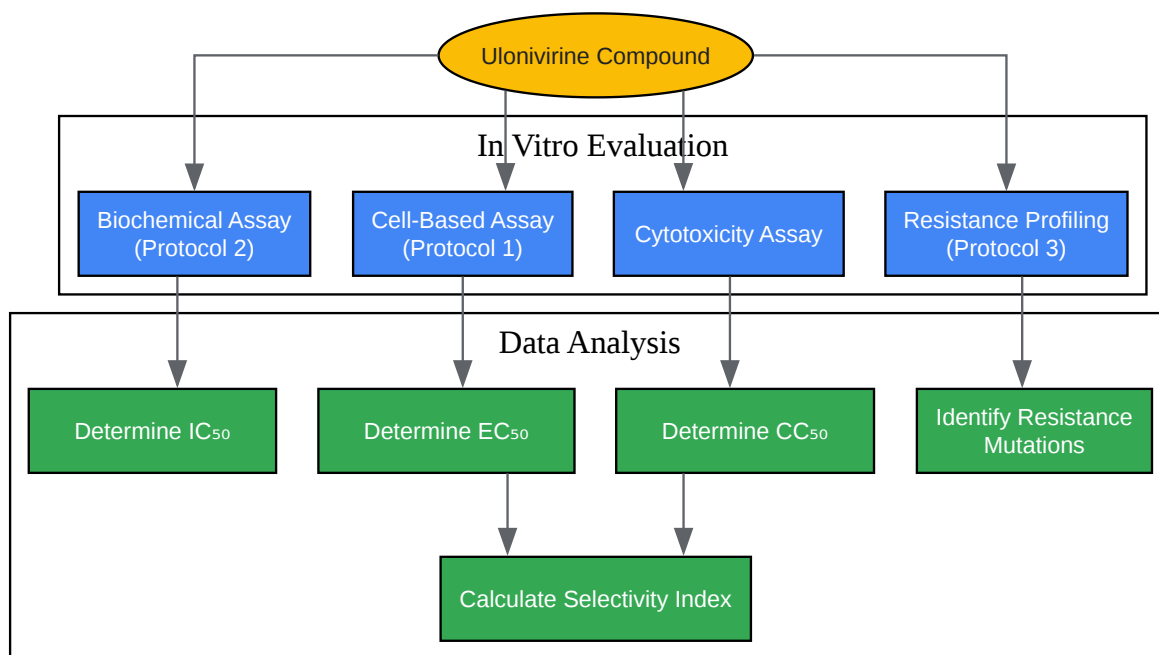 Ulonivirine Compound
In Vitro Evaluation
Biochemical Assay
(Protocol 2)
Cell-Based Assay
(Protocol 1)
Cytotoxicity Assay
Resistance Profiling
(Protocol 3)
Data Analysis
Determine IC₅₀
Determine EC₅₀
Determine CC₅₀
Identify Resistance
Mutations
Calculate Selectivity Index